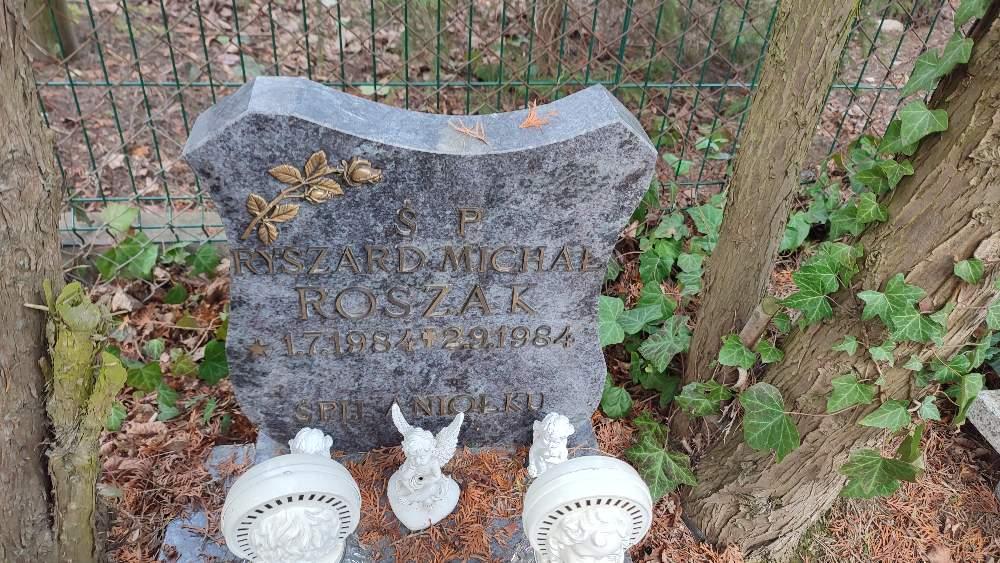 Ś P
RYSZARD MICHAŁ
ROSZAK
1.7.1984 2.9.1984
ŚPIJ ANIOŁKU